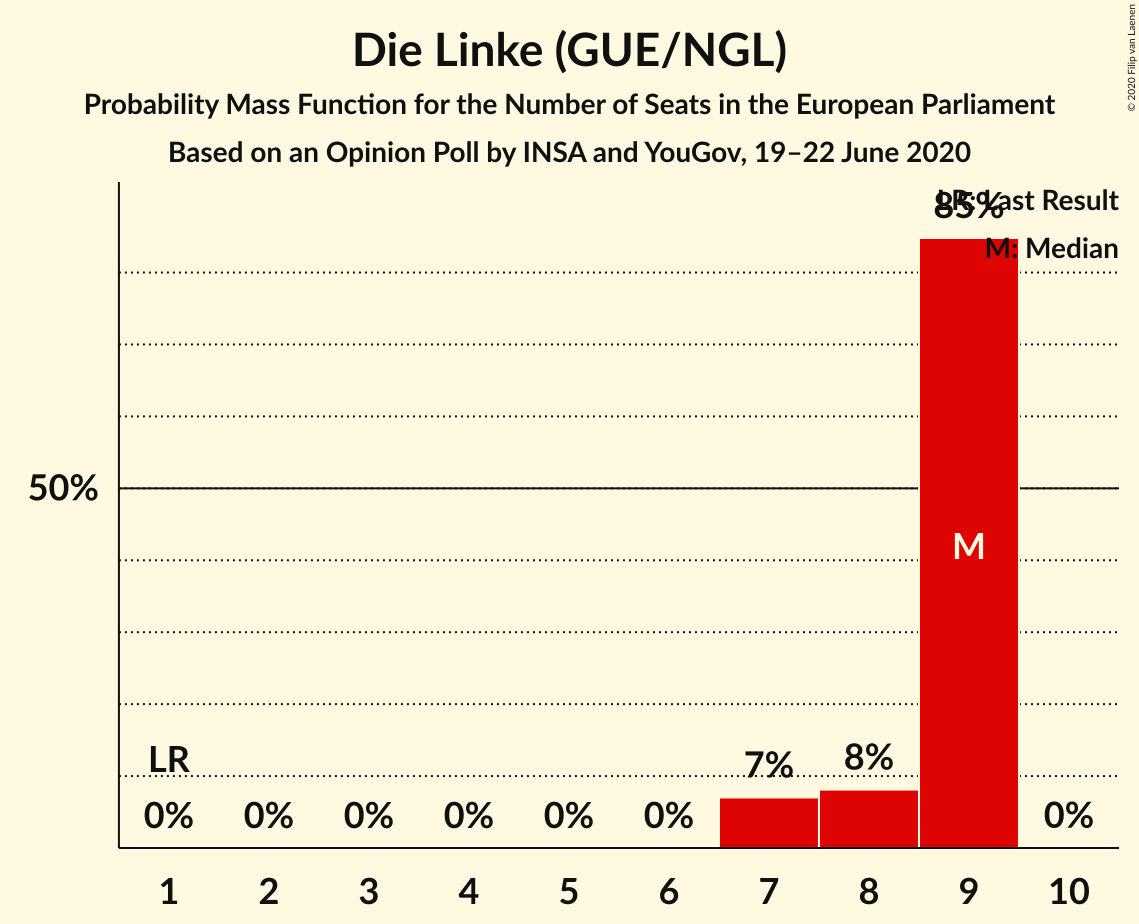 Die Linke (GUE/NGL)
Probability Mass Function for the Number of Seats in the European Parliament
Based on an Opinion Poll by INSA and YouGov, 19–22 June 2020
© 2020 Filip van Laenen
85%
LR: Last Result
M: Median
50%
M
LR
7%
8%
0%
0%
0%
0%
0%
0%
0%
1
2
3
4
5
6
7
8
9
10